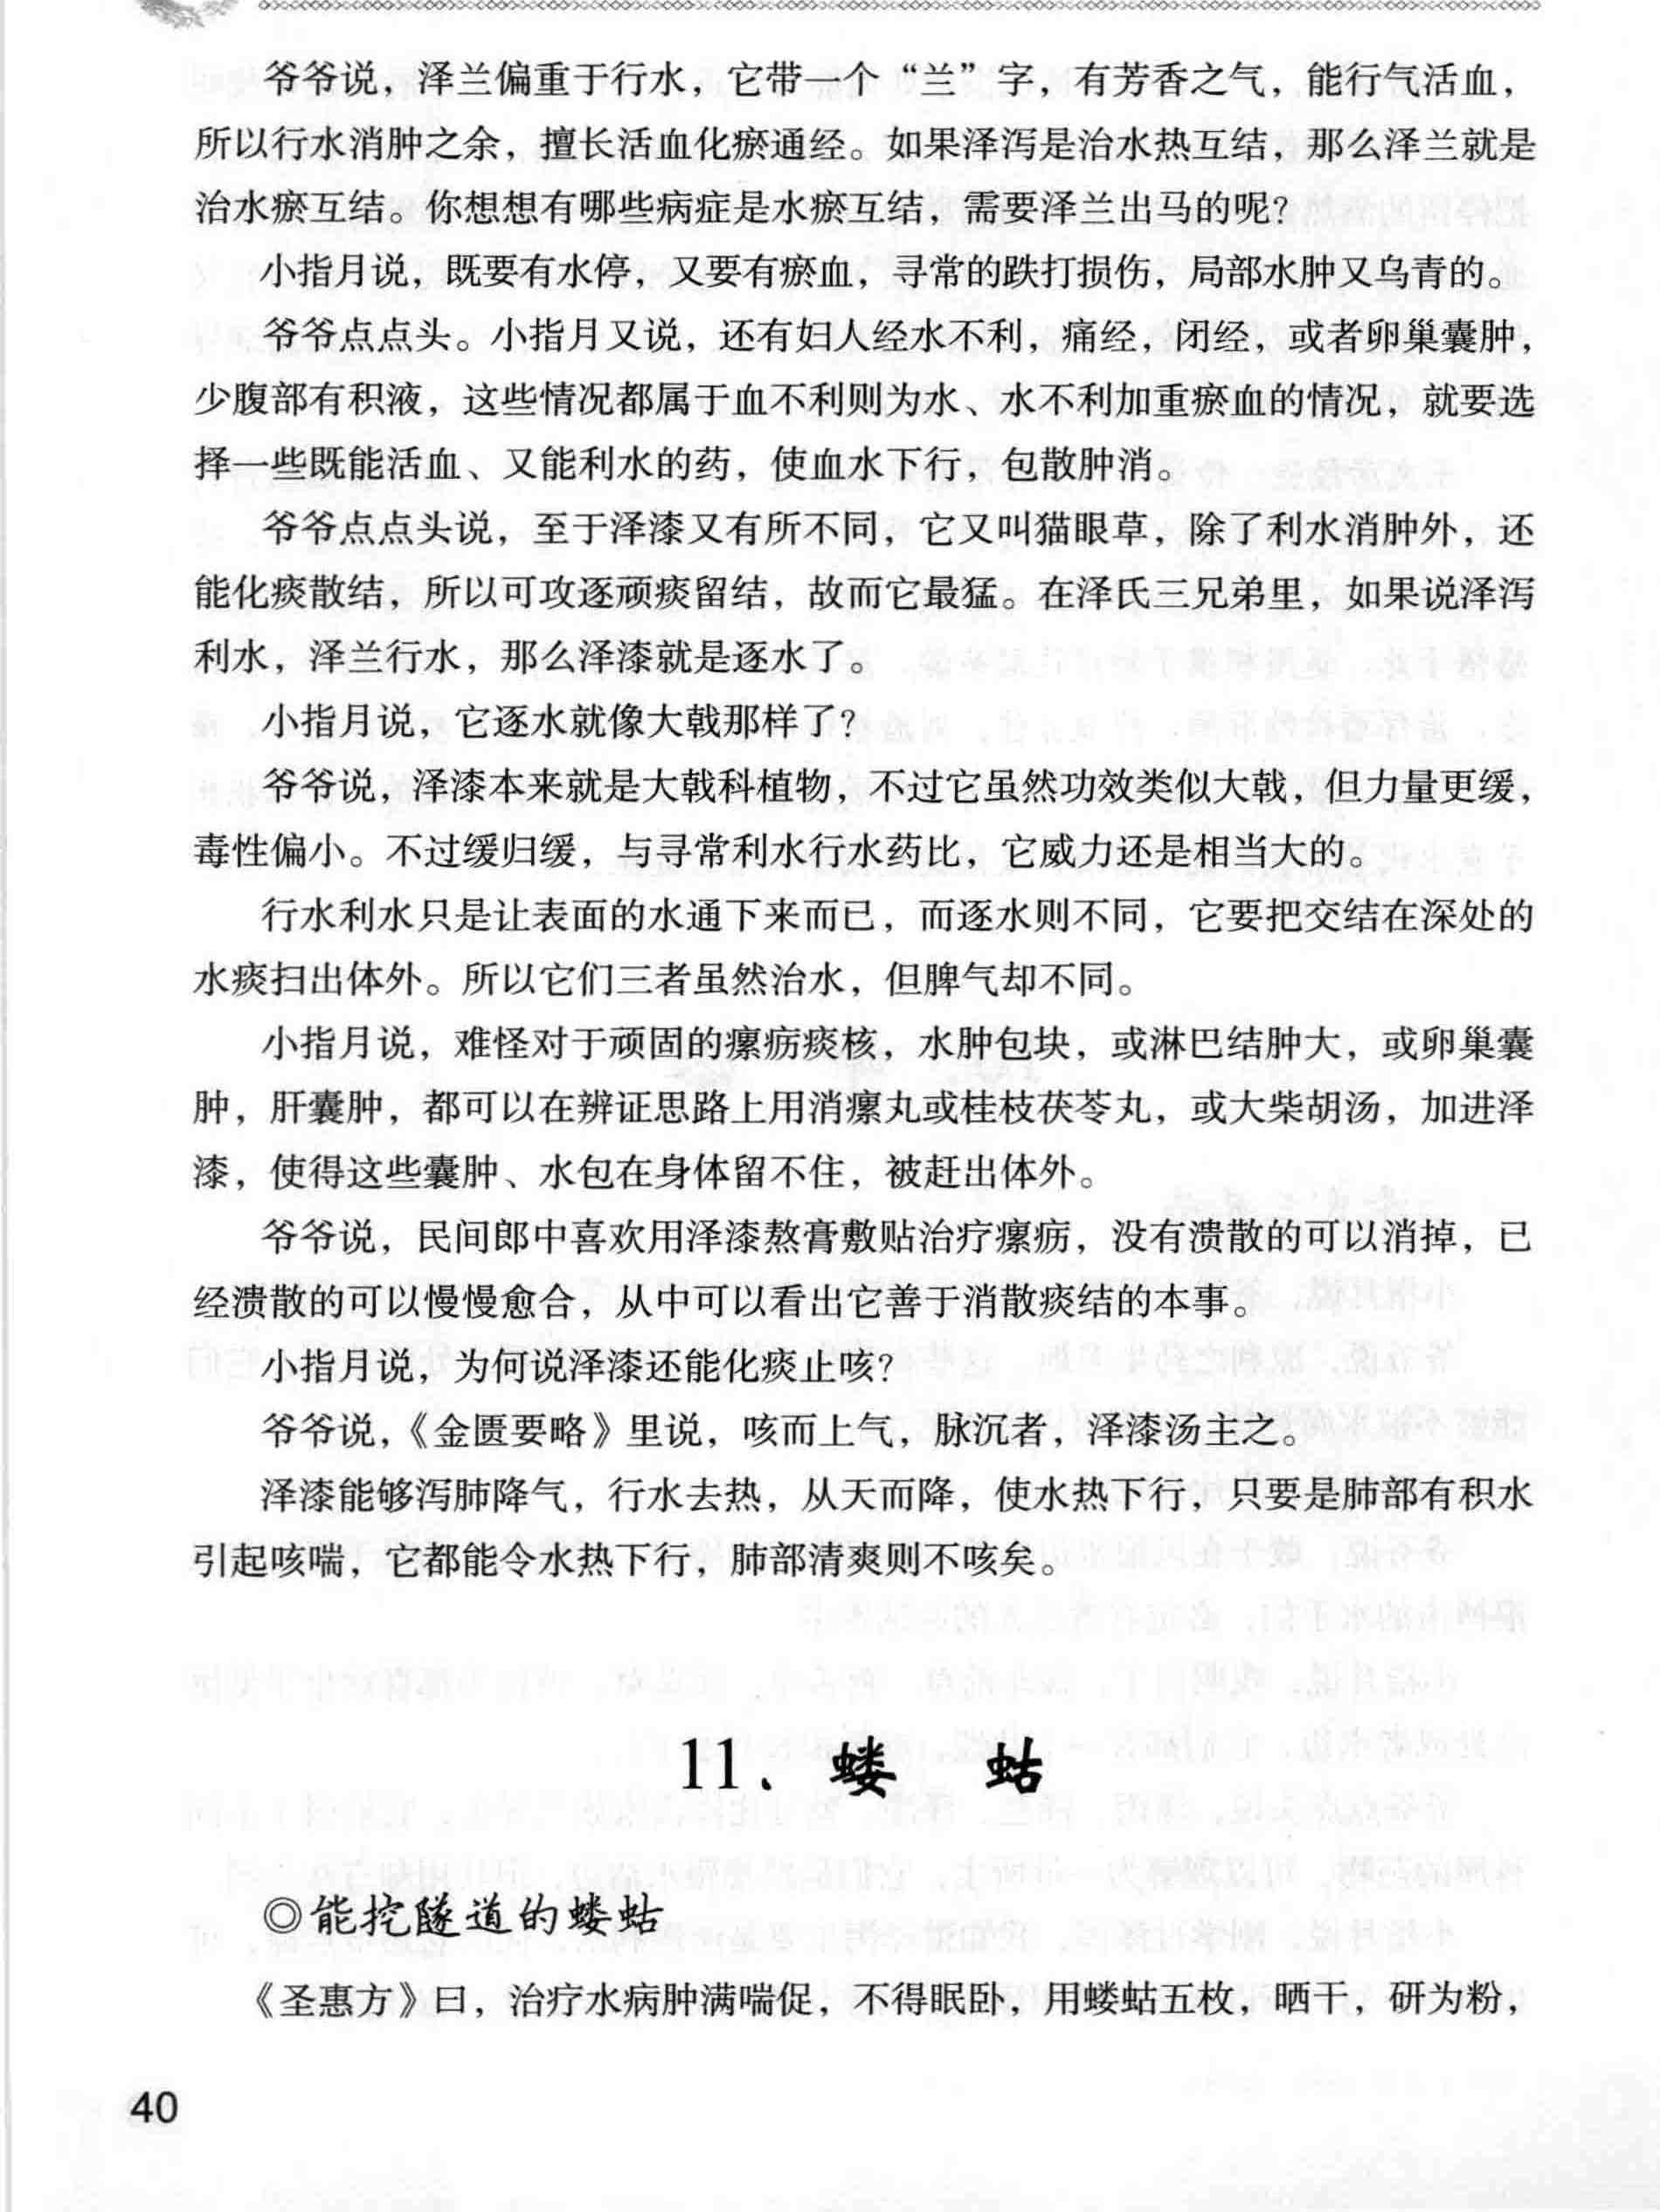 爷爷说，泽兰偏重于行水，它带一个“兰”字，有芳香之气，能行气活血，
所以行水消肿之余，擅长活血化瘀通经。如果泽泻是治水热互结，那么泽兰就是
治水瘀互结。你想想有哪些病症是水瘀互结，需要泽兰出马的呢？
小指月说，既要有水停，又要有瘀血，寻常的跌打损伤，局部水肿又乌青的。
爷爷点点头。小指月又说，还有妇人经水不利，痛经，闭经，或者卵巢囊肿，
少腹部有积液，这些情况都属于血不利则为水、水不利加重瘀血的情况，就要选
择一些既能活血、又能利水的药，使血水下行，包散肿消。
爷爷点点头说，至于泽漆又有所不同，它又叫猫眼草，除了利水消肿外，还
能化痰散结，所以可攻逐顽痰留结，故而它最猛。在泽氏三兄弟里，如果说泽泻
利水，泽兰行水，那么泽漆就是逐水了。
小指月说，它逐水就像大戟那样了？
爷爷说，泽漆本来就是大戟科植物，不过它虽然功效类似大戟，但力量更缓，
毒性偏小。不过缓归缓，与寻常利水行水药比，它威力还是相当大的。
行水利水只是让表面的水通下来而已，而逐水则不同，它要把交结在深处的
水痰扫出体外。所以它们三者虽然治水，但脾气却不同。
小指月说，难怪对于顽固的瘰疬痰核，水肿包块，或淋巴结肿大，或卵巢囊
肿，肝囊肿，都可以在辨证思路上用消瘰丸或桂枝茯苓丸，或大柴胡汤，加进泽
漆，使得这些囊肿、水包在身体留不住，被赶出体外。
爷爷说，民间郎中喜欢用泽漆熬膏敷贴治疗瘰疬，没有溃散的可以消掉，已
经溃散的可以慢慢愈合，从中可以看出它善于消散痰结的本事。
小指月说，为何说泽漆还能化痰止咳？
爷爷说，《金匮要略》里说，咳而上气，脉沉者，泽漆汤主之。
泽漆能够泻肺降气，行水去热，从天而降，使水热下行，只要是肺部有积水
引起咳喘，它都能令水热下行，肺部清爽则不咳矣。
11、蝼　蛄
◎能挖隧道的蝼蛄
《圣惠方》曰，治疗水病肿满喘促，不得眠卧，用蝼蛄五枚，晒干，研为粉，
40